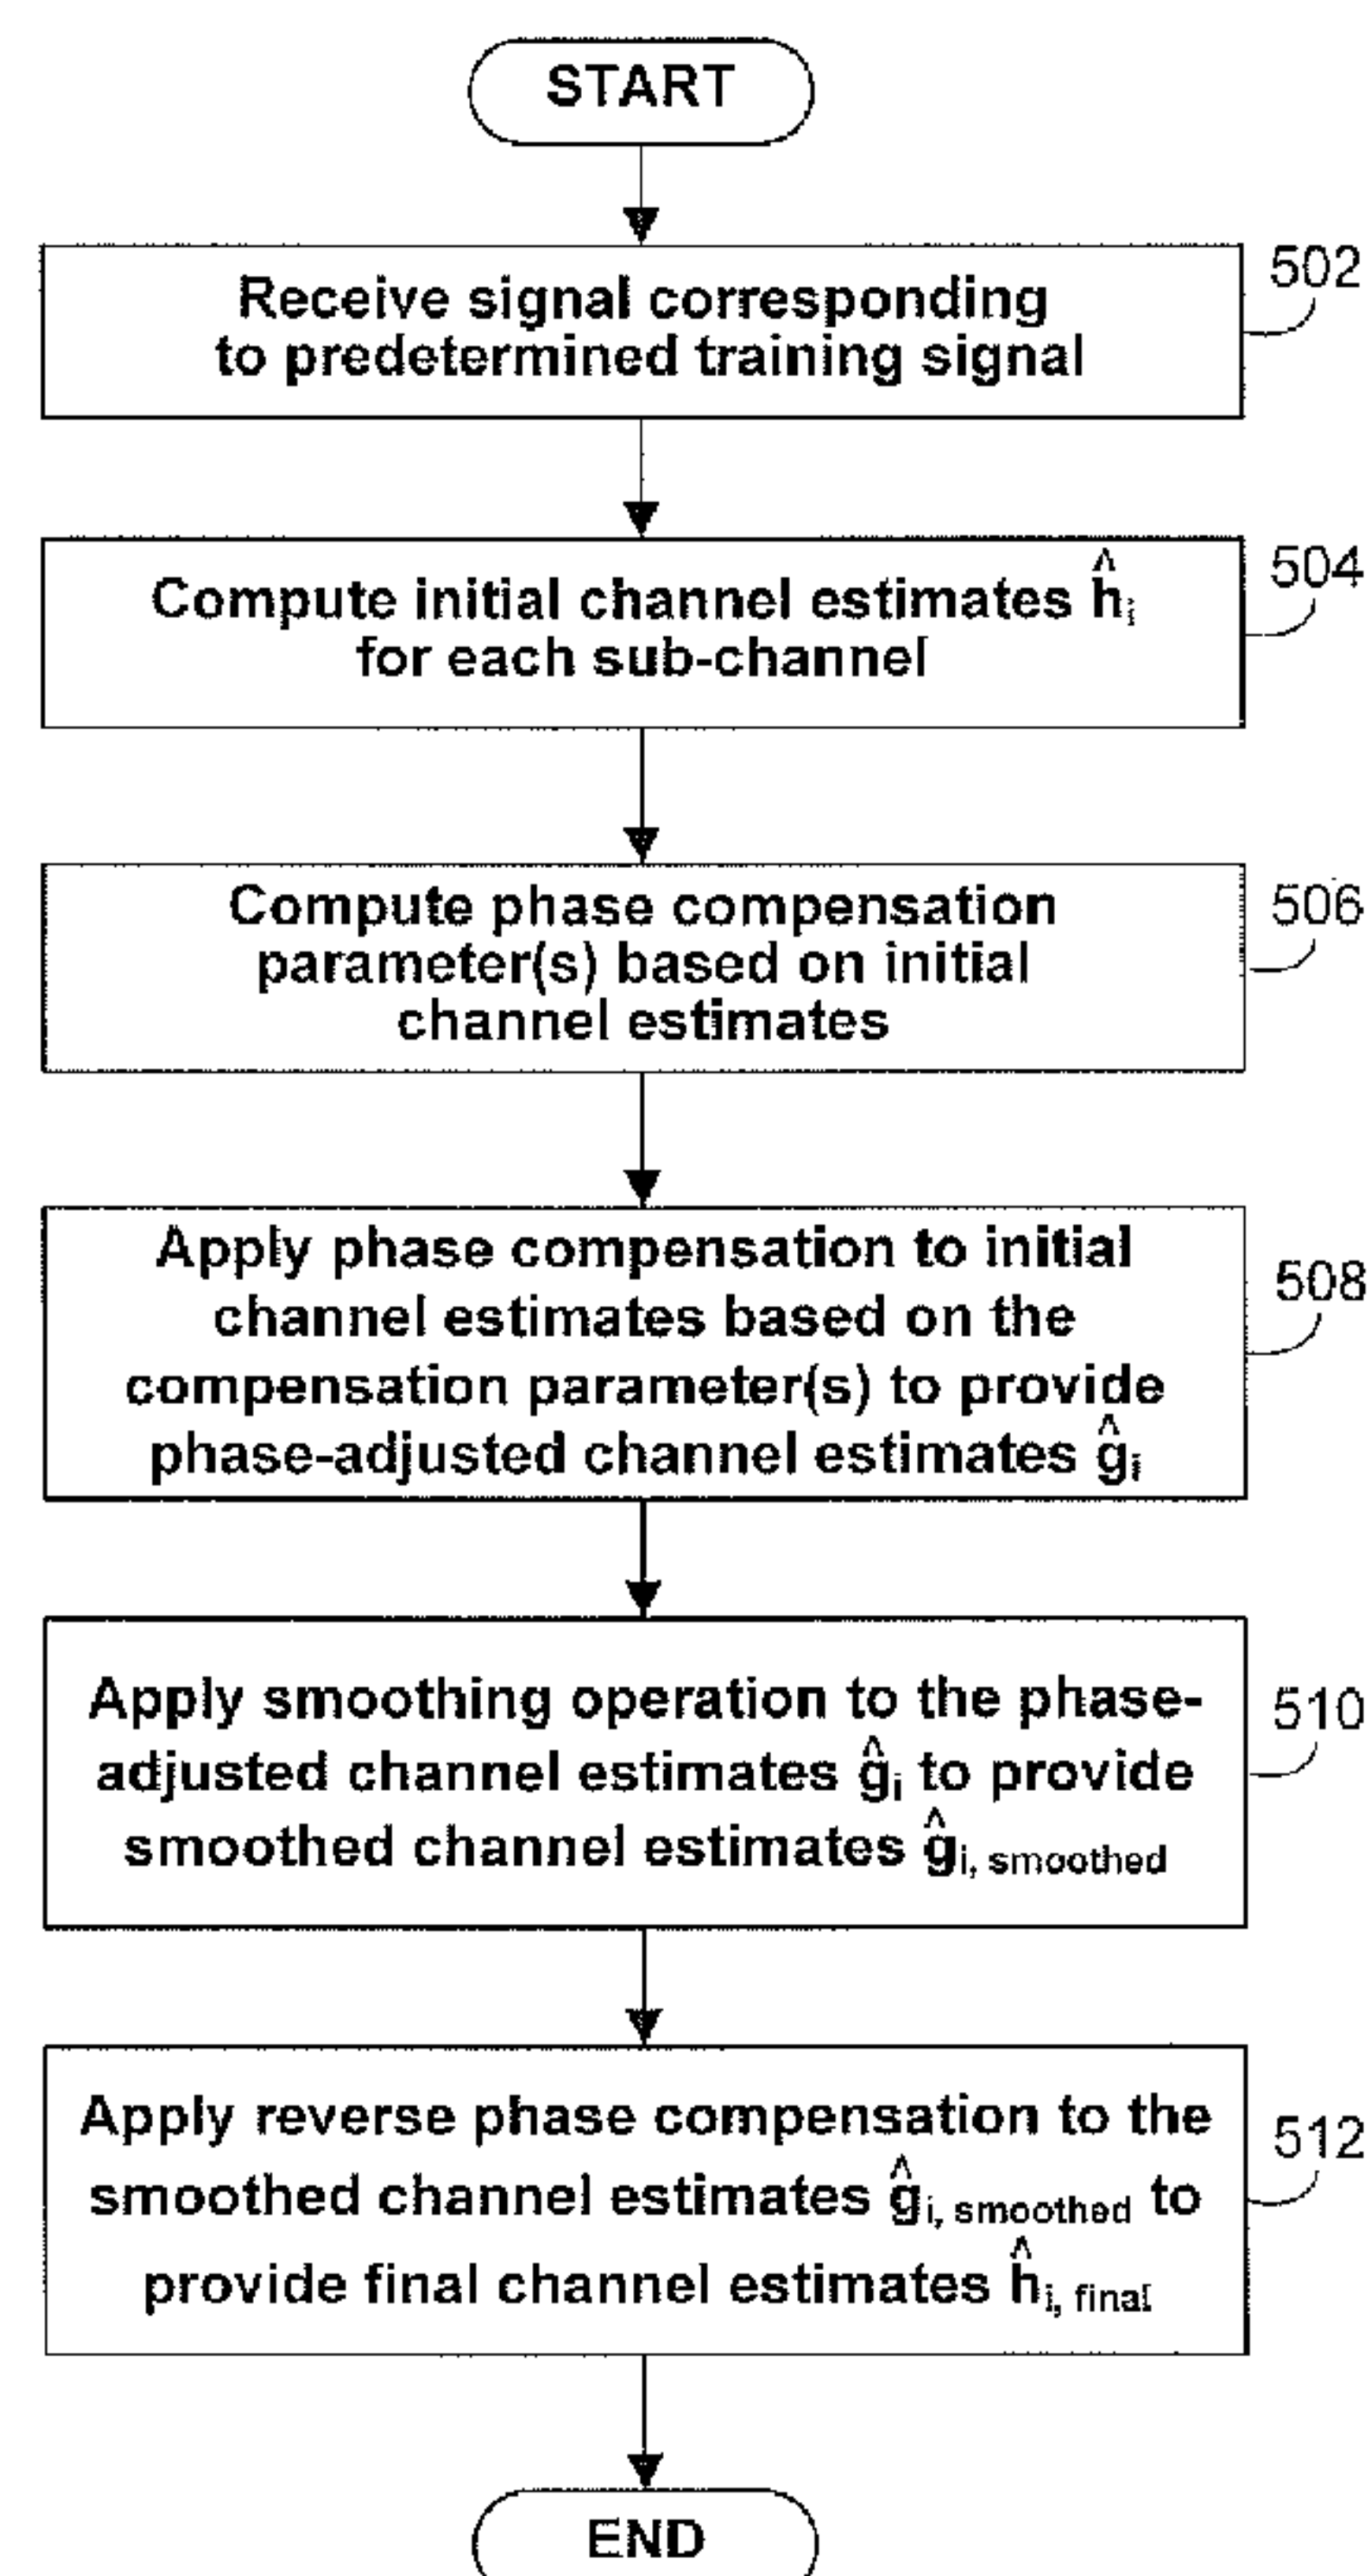 START
Receive signal corresponding
to predetermined training signal
502
Compute initial channel estimates ĥi
for each sub-channel
504
Compute phase compensation
parameter(s) based on initial
channel estimates
506
Apply phase compensation to initial
channel estimates based on the
compensation parameter(s) to provide
phase-adjusted channel estimates ĝi
508
Apply smoothing operation to the phase-
adjusted channel estimates ĝi to provide
smoothed channel estimates ĝi, smoothed
510
Apply reverse phase compensation to the
smoothed channel estimates ĝi, smoothed to
provide final channel estimates ĥi, final
512
END